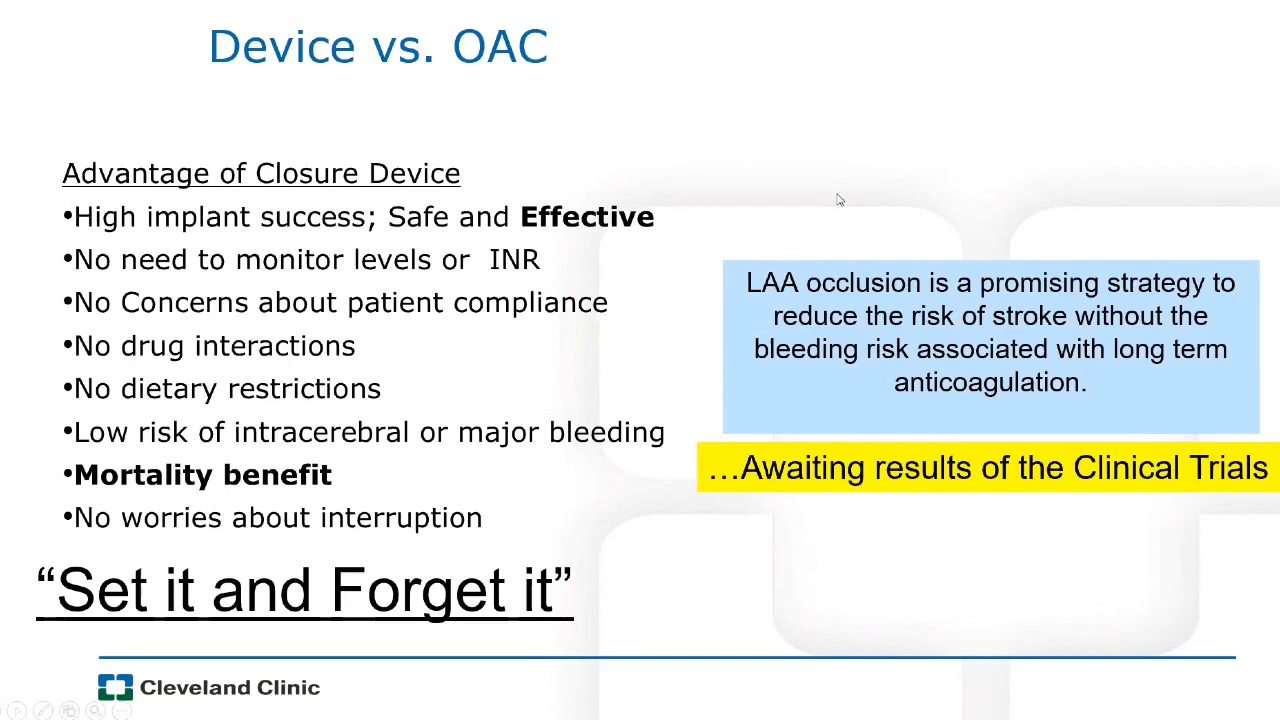 Device vs. OAC
Advantage of Closure Device
•High implant success; Safe and Effective
•No need to monitor levels or  INR
•No Concerns about patient compliance
•No drug interactions
•No dietary restrictions
•Low risk of intracerebral or major bleeding
•Mortality benefit
•No worries about interruption
“Set it and Forget it”
LAA occlusion is a promising strategy to
reduce the risk of stroke without the
bleeding risk associated with long term
anticoagulation.
…Awaiting results of the Clinical Trials
Cleveland Clinic